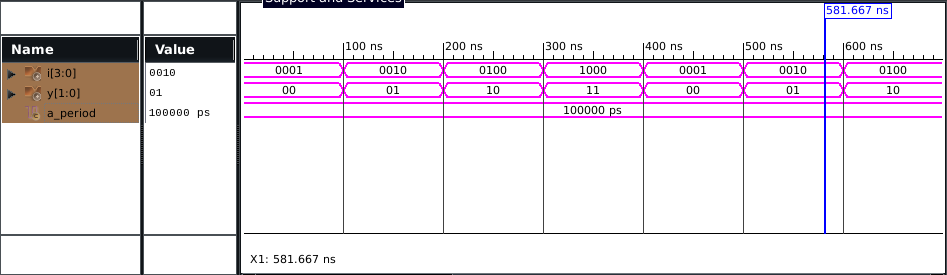 Support and Services
581.667 ns
Name Value
100 ns 200 ns 300 ns 400 ns 500 ns 600 ns
i[3:0] 0010 0001 0010 0100 1000 0001 0010 0100
y[1:0] 01 00 01 10 11 00 01 10
a_period 100000 ps 100000 ps
X1: 581.667 ns